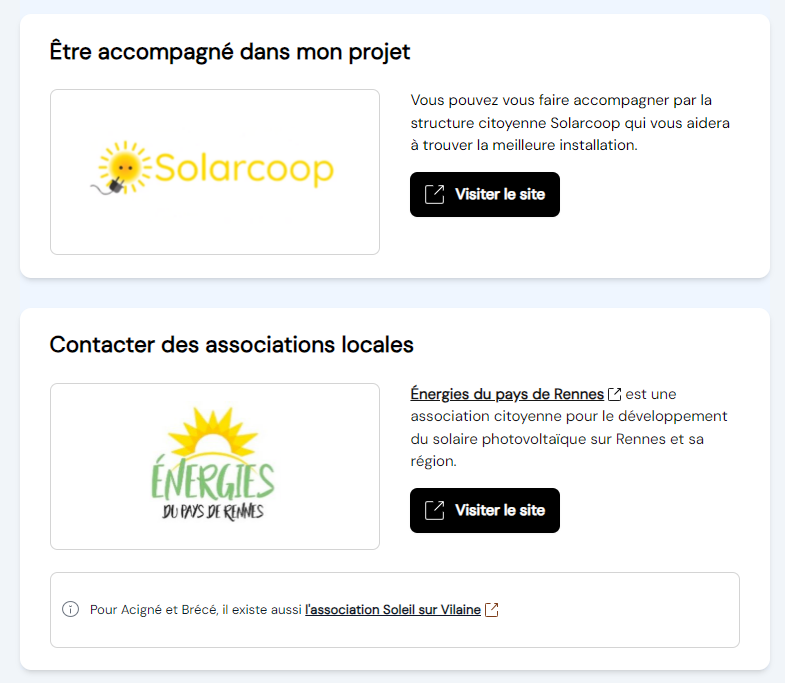 Être accompagné dans mon projet
Solarcoop
Vous pouvez vous faire accompagner par la
structure citoyenne Solarcoop qui vous aidera
à trouver la meilleure installation.
Visiter le site
Contacter des associations locales
ÉNERGIES
DU PAYS DE RENNES
Énergies du pays de Rennes est une
association citoyenne pour le développement
du solaire photovoltaïque sur Rennes et sa
région.
Visiter le site
Pour Acigné et Brécé, il existe aussi l'association Soleil sur Vilaine